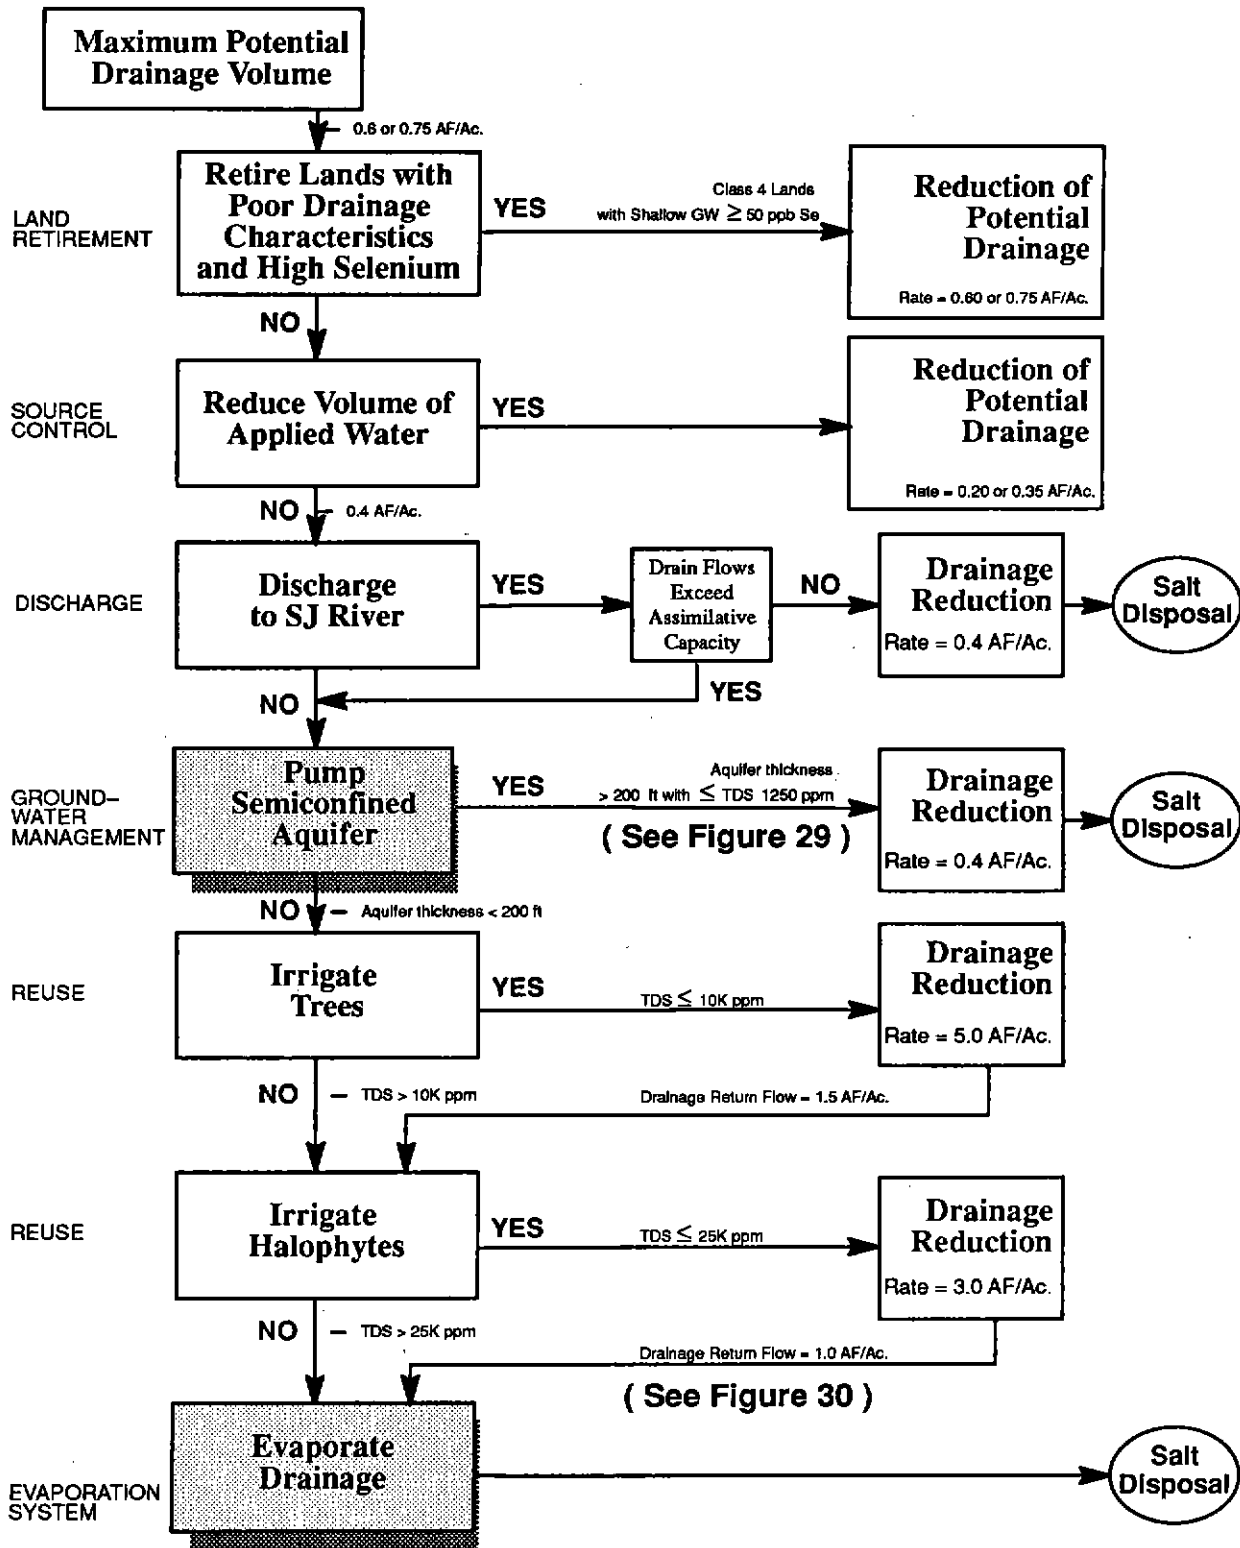 Maximum Potential
Drainage Volume
0.6 or 0.75 AF/Ac.
LAND
RETIREMENT
Retire Lands with
Poor Drainage
Characteristics
and High Selenium
YES
Class 4 Lands
with Shallow GW ≥ 50 ppb Se
Reduction of
Potential
Drainage
Rate = 0.60 or 0.75 AF/Ac.
NO
SOURCE
CONTROL
Reduce Volume of
Applied Water
YES
Reduction of
Potential
Drainage
Rate = 0.20 or 0.35 AF/Ac.
NO
0.4 AF/Ac.
DISCHARGE
Discharge
to SJ River
YES
Drain Flows
Exceed
Assimilative
Capacity
NO
Drainage
Reduction
Rate = 0.4 AF/Ac.
Salt
Disposal
YES
NO
GROUND–
WATER
MANAGEMENT
Pump
Semiconfined
Aquifer
YES
Aquifer thickness
> 200 ft with ≤ TDS 1250 ppm
( See Figure 29 )
Drainage
Reduction
Rate = 0.4 AF/Ac.
Salt
Disposal
NO
Aquifer thickness < 200 ft
REUSE
Irrigate
Trees
YES
TDS ≤ 10K ppm
Drainage
Reduction
Rate = 5.0 AF/Ac.
NO
TDS > 10K ppm
Drainage Return Flow = 1.5 AF/Ac.
REUSE
Irrigate
Halophytes
YES
TDS ≤ 25K ppm
Drainage
Reduction
Rate = 3.0 AF/Ac.
NO
TDS > 25K ppm
Drainage Return Flow = 1.0 AF/Ac.
( See Figure 30 )
EVAPORATION
SYSTEM
Evaporate
Drainage
Salt
Disposal